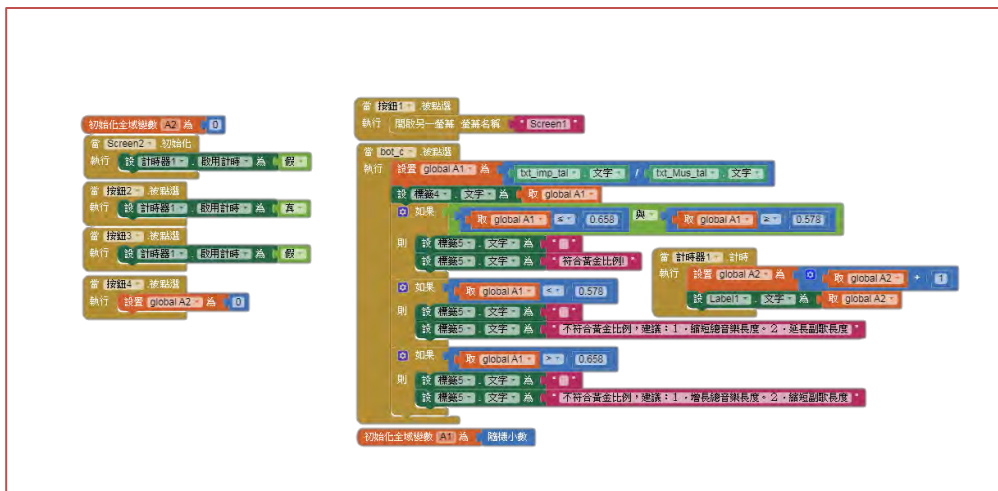 初始化全域變數 A2 為 0
當 Screen2 .初始化
執行 設 計時器1 . 啟用計時 為 假
當 按鈕2 .被點選
執行 設 計時器1 . 啟用計時 為 真
當 按鈕3 .被點選
執行 設 計時器1 . 啟用計時 為 假
當 按鈕4 .被點選
執行 設置 global A2 為 0
當 按鈕1 .被點選
執行 開啟另一螢幕 螢幕名稱 " Screen1 "
當 bot_c .被點選
執行 設置 global A1 為 txt_imp_tal . 文字 / txt_Mus_tal . 文字
設 標籤4 . 文字 為 取 global A1
如果 取 global A1 ≤ 0.658 與 取 global A1 ≥ 0.578
則 設 標籤5 . 文字 為 " "
設 標籤5 . 文字 為 " 符合黃金比例! "
如果 取 global A1 < 0.578
則 設 標籤5 . 文字 為 " "
設 標籤5 . 文字 為 " 不符合黃金比例,建議:1.縮短總音樂長度。2.延長副歌長度 "
如果 取 global A1 > 0.658
則 設 標籤5 . 文字 為 " "
設 標籤5 . 文字 為 " 不符合黃金比例,建議:1.增長總音樂長度。2.縮短副歌長度 "
初始化全域變數 A1 為 隨機小數
當 計時器1 .計時
執行 設置 global A2 為 取 global A2 + 1
設 Label1 . 文字 為 取 global A2